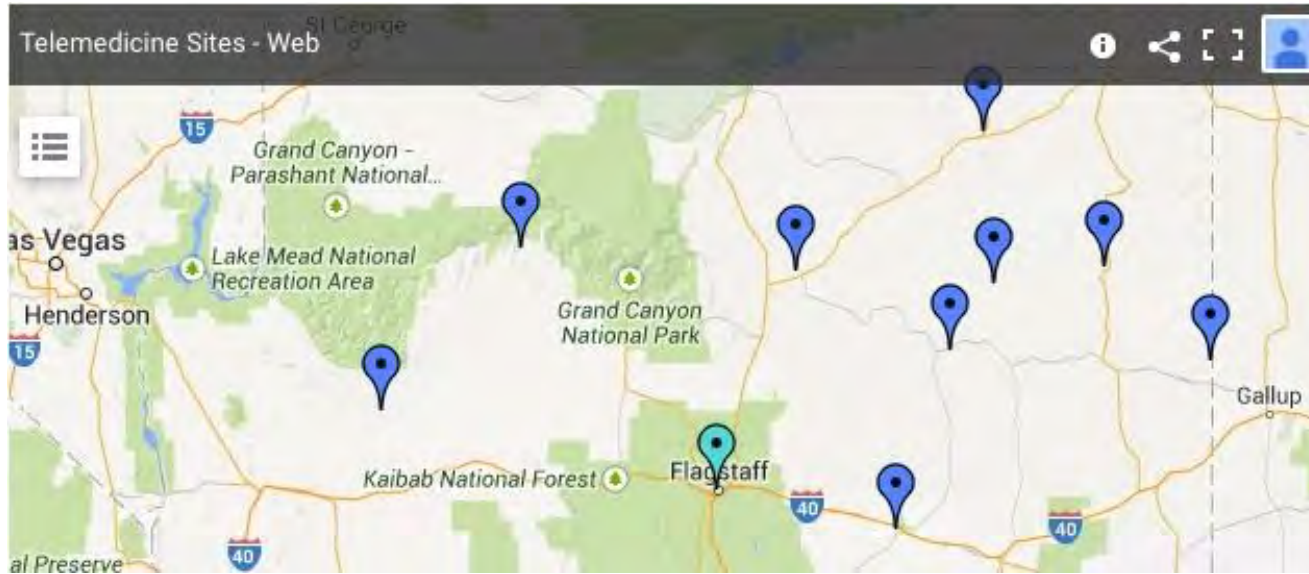 St George
Telemedicine Sites - Web
15
Grand Canyon -
Parashant National...
as Vegas
Lake Mead National
Recreation Area
Henderson
Grand Canyon
National Park
15
Gallup
Kaibab National Forest
Flagstaff
40
40
40
al Preserve